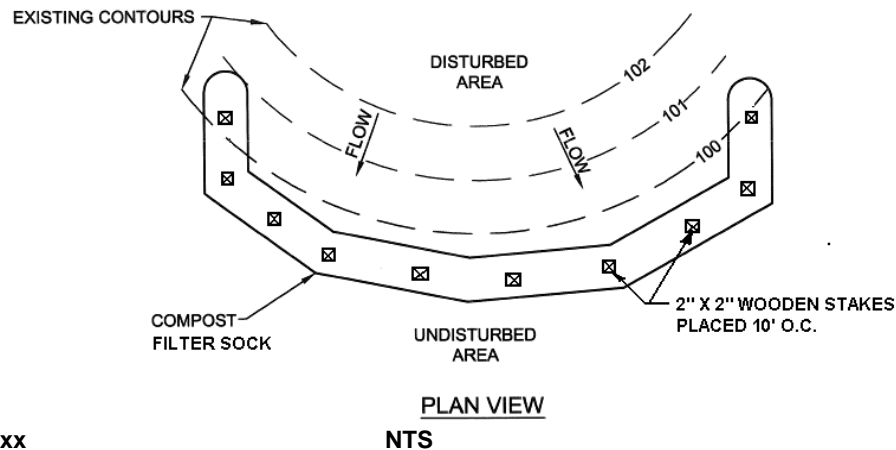 EXISTING CONTOURS
DISTURBED
AREA
102
101
100
FLOW
FLOW
COMPOST
FILTER SOCK
UNDISTURBED
AREA
2" X 2" WOODEN STAKES
PLACED 10' O.C.
PLAN VIEW
xx
NTS